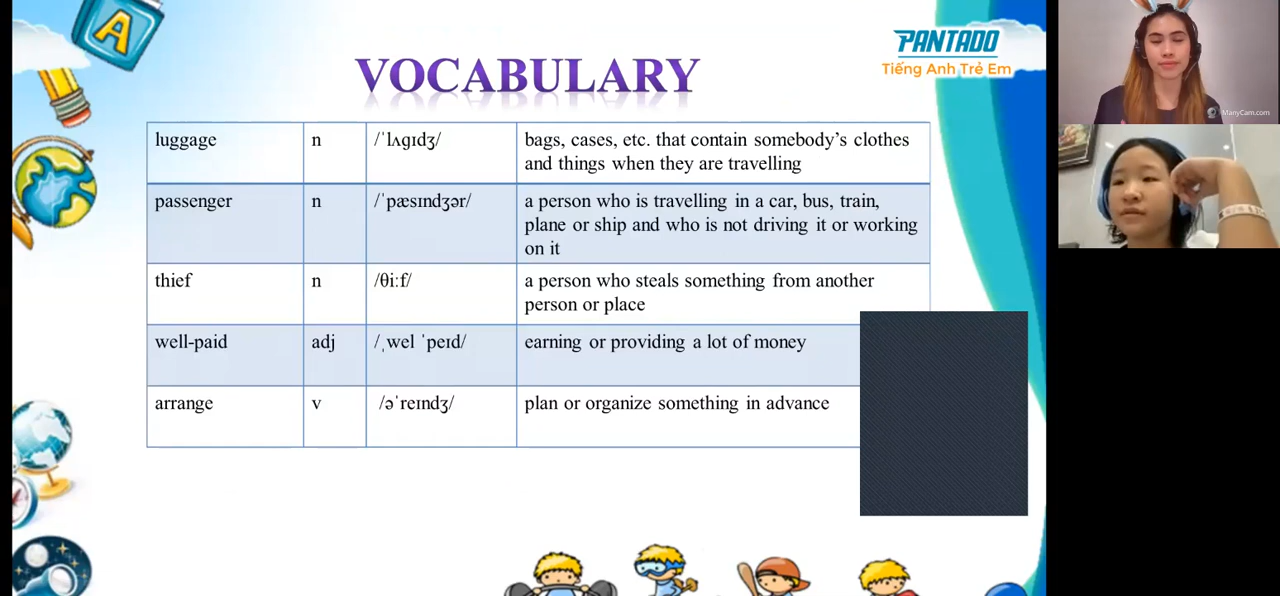 A
PANTADO
Tiếng Anh Trẻ Em
VOCABULARY
luggage n /ˈlʌɡɪdʒ/ bags, cases, etc. that contain somebody’s clothes
and things when they are travelling
passenger n /ˈpæsɪndʒər/ a person who is travelling in a car, bus, train,
plane or ship and who is not driving it or working
on it
thief n /θiːf/ a person who steals something from another
person or place
well-paid adj /ˌwel ˈpeɪd/ earning or providing a lot of money
arrange v /əˈreɪndʒ/ plan or organize something in advance
ManyCam.com